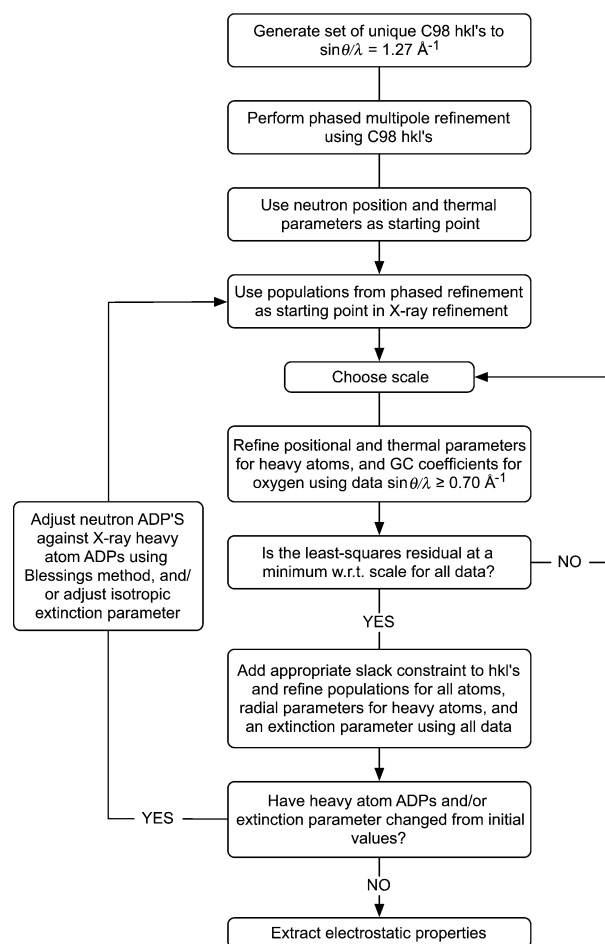 Generate set of unique C98 hkl's to
sinθ/λ = 1.27 Å⁻¹
Perform phased multipole refinement
using C98 hkl's
Use neutron position and thermal
parameters as starting point
Use populations from phased refinement
as starting point in X-ray refinement
Choose scale
Refine positional and thermal parameters
for heavy atoms, and GC coefficients for
oxygen using data sinθ/λ ≥ 0.70 Å⁻¹
Adjust neutron ADP'S
against X-ray heavy
atom ADPs using
Blessings method, and/
or adjust isotropic
extinction parameter
Is the least-squares residual at a
minimum w.r.t. scale for all data?
NO
YES
Add appropriate slack constraint to hkl's
and refine populations for all atoms,
radial parameters for heavy atoms, and
an extinction parameter using all data
Have heavy atom ADPs and/or
extinction parameter changed from initial
values?
YES
NO
Extract electrostatic properties